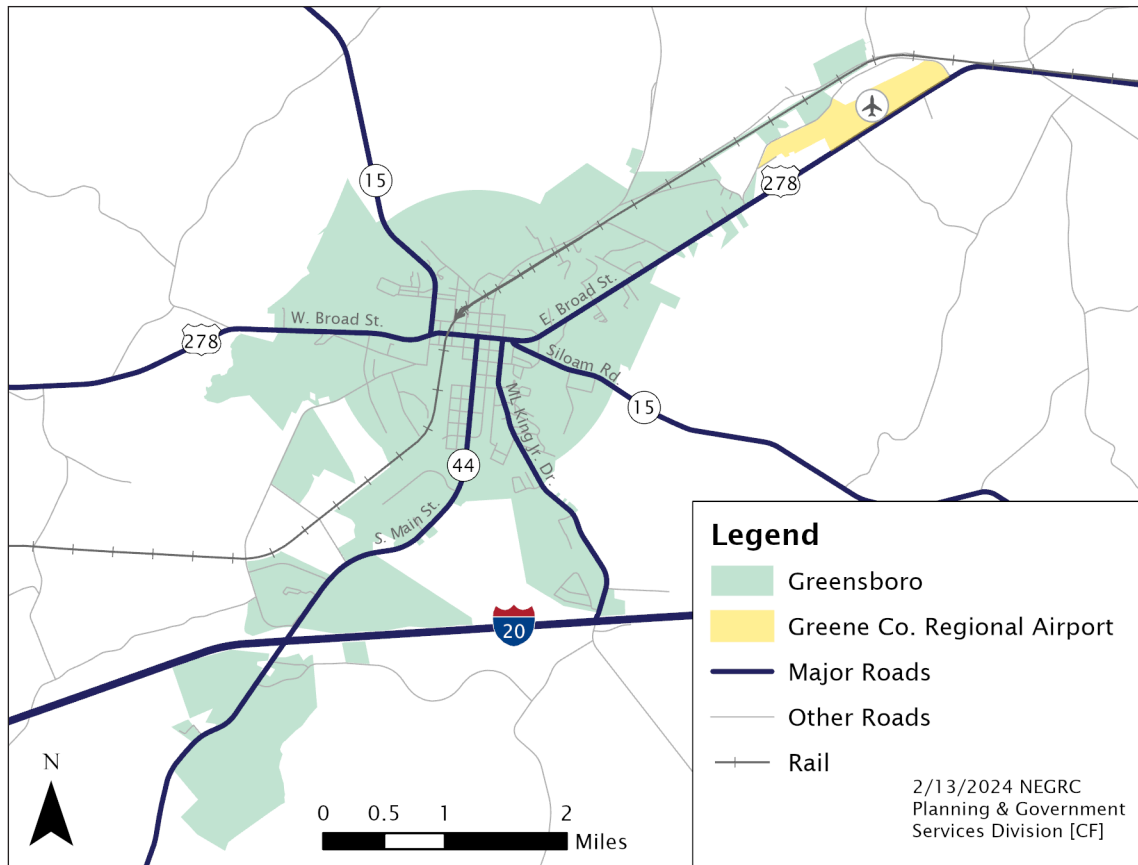 15
278
E. Broad St.
W. Broad St.
278
Siloam Rd.
15
ML King Jr. Dr.
44
S. Main St.
20
Legend
Greensboro
Greene Co. Regional Airport
Major Roads
Other Roads
Rail
2/13/2024 NEGRC
Planning & Government
Services Division [CF]
N
0 0.5 1 2
Miles